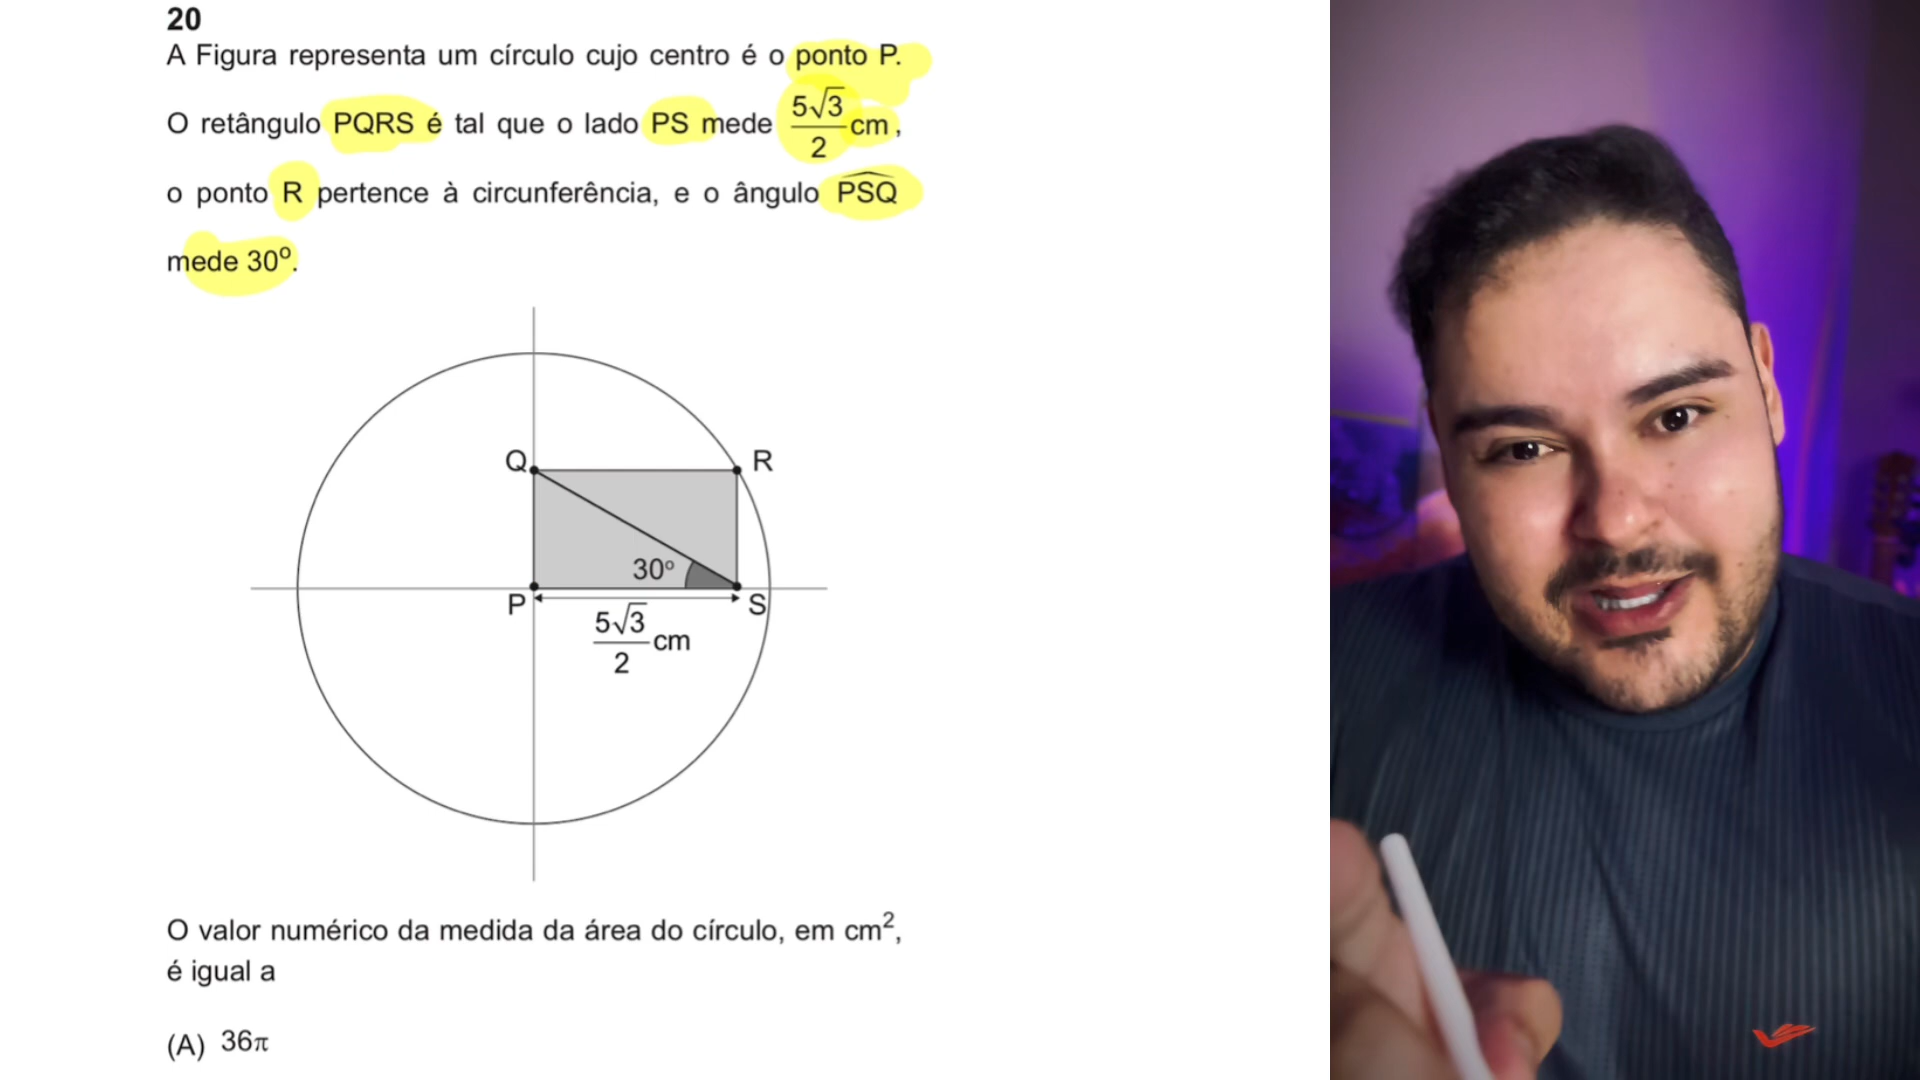 20
A Figura representa um círculo cujo centro é o ponto P.
O retângulo PQRS é tal que o lado PS mede 5√3/2 cm,
o ponto R pertence à circunferência, e o ângulo PŜQ
mede 30º.
Q
R
30º
P
S
5√3/2 cm
O valor numérico da medida da área do círculo, em cm²,
é igual a
(A) 36π